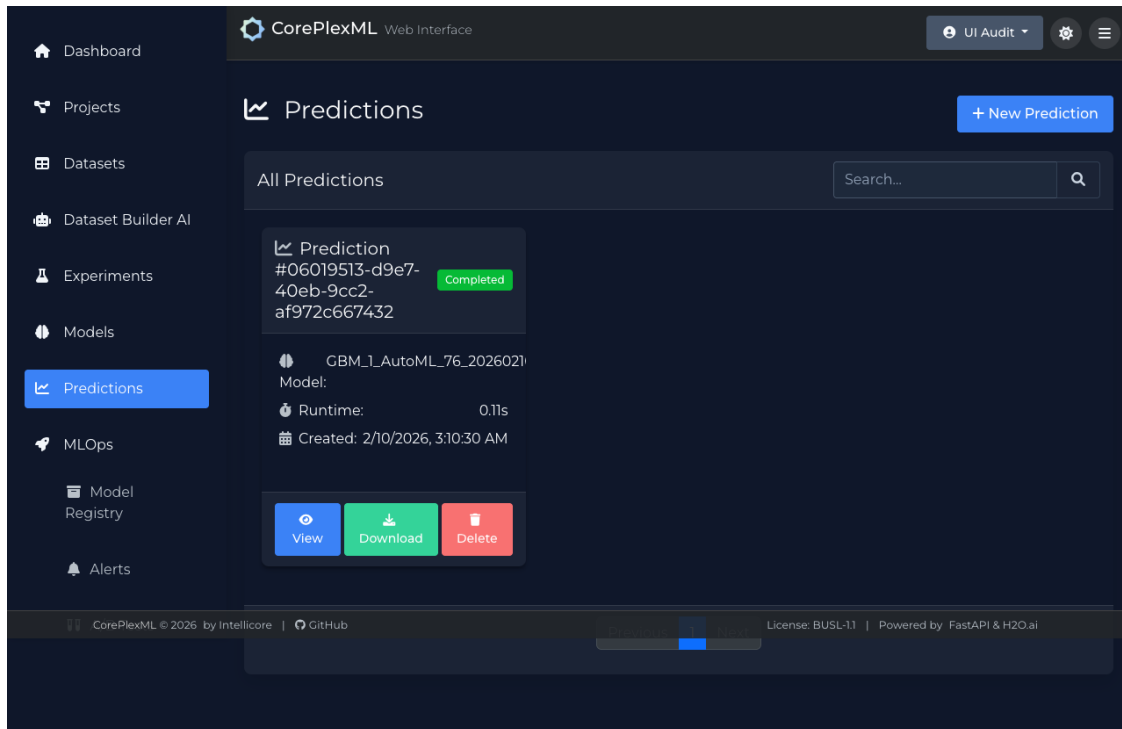 CorePlexML Web Interface
UI Audit
Dashboard
Projects
Datasets
Dataset Builder AI
Experiments
Models
Predictions
MLOps
Model
Registry
Alerts
Predictions
+ New Prediction
All Predictions
Search...
Prediction
#06019513-d9e7-
40eb-9cc2-
af972c667432
Completed
GBM_1_AutoML_76_2026021
Model:
Runtime: 0.11s
Created: 2/10/2026, 3:10:30 AM
View
Download
Delete
Previous 1 Next
CorePlexML © 2026 by Intellicore | GitHub
License: BUSL-1.1 | Powered by FastAPI & H2O.ai